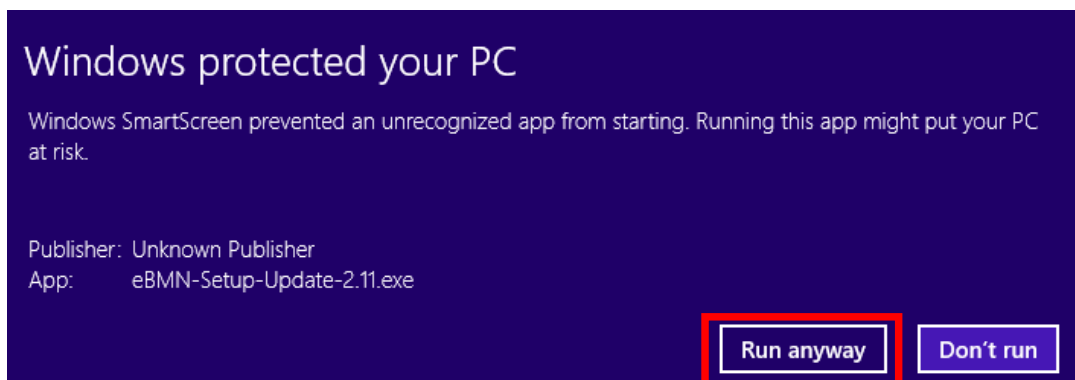 Windows protected your PC
Windows SmartScreen prevented an unrecognized app from starting. Running this app might put your PC
at risk.
Publisher: Unknown Publisher
App: eBMN-Setup-Update-2.11.exe
Run anyway Don't run